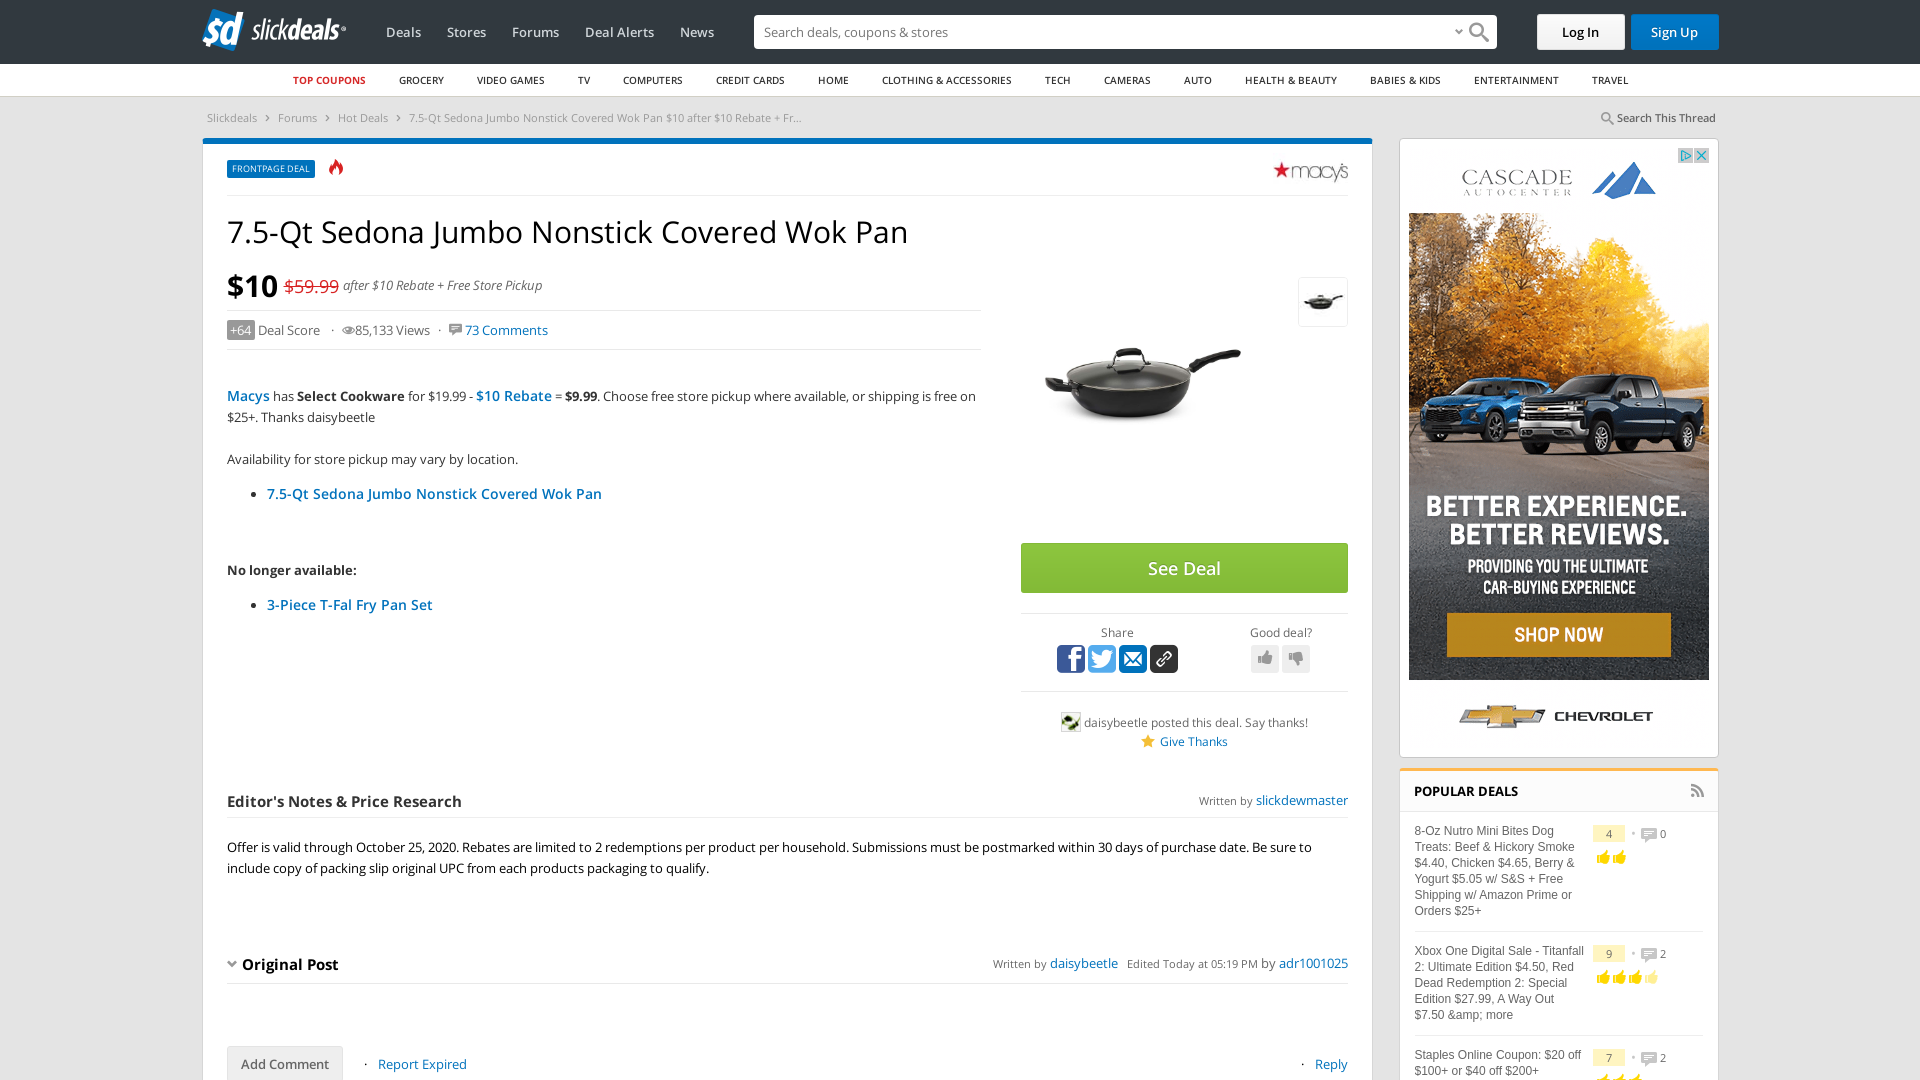 slickdeals
Deals
Stores
Forums
Deal Alerts
News
Search deals, coupons & stores
Log In
Sign Up
TOP COUPONS
GROCERY
VIDEO GAMES
TV
COMPUTERS
CREDIT CARDS
HOME
CLOTHING & ACCESSORIES
TECH
CAMERAS
AUTO
HEALTH & BEAUTY
BABIES & KIDS
ENTERTAINMENT
TRAVEL
Slickdeals > Forums > Hot Deals > 7.5-Qt Sedona Jumbo Nonstick Covered Wok Pan $10 after $10 Rebate + Fr...
Search This Thread
FRONTPAGE DEAL
macy's
7.5-Qt Sedona Jumbo Nonstick Covered Wok Pan
$10 $59.99 after $10 Rebate + Free Store Pickup
+64 Deal Score · 85,133 Views · 73 Comments
Macys has Select Cookware for $19.99 - $10 Rebate = $9.99. Choose free store pickup where available, or shipping is free on
$25+. Thanks daisybeetle
Availability for store pickup may vary by location.
• 7.5-Qt Sedona Jumbo Nonstick Covered Wok Pan
No longer available:
• 3-Piece T-Fal Fry Pan Set
See Deal
Share
Good deal?
daisybeetle posted this deal. Say thanks!
Give Thanks
Editor's Notes & Price Research
Written by slickdewmaster
Offer is valid through October 25, 2020. Rebates are limited to 2 redemptions per product per household. Submissions must be postmarked within 30 days of purchase date. Be sure to
include copy of packing slip original UPC from each products packaging to qualify.
Original Post
Written by daisybeetle Edited Today at 05:19 PM by adr1001025
Add Comment
· Report Expired
· Reply
CASCADE
AUTOCENTER
BETTER EXPERIENCE.
BETTER REVIEWS.
PROVIDING YOU THE ULTIMATE
CAR-BUYING EXPERIENCE
SHOP NOW
CHEVROLET
POPULAR DEALS
8-Oz Nutro Mini Bites Dog
Treats: Beef & Hickory Smoke
$4.40, Chicken $4.65, Berry &
Yogurt $5.05 w/ S&S + Free
Shipping w/ Amazon Prime or
Orders $25+
4 • 0
Xbox One Digital Sale - Titanfall
2: Ultimate Edition $4.50, Red
Dead Redemption 2: Special
Edition $27.99, A Way Out
$7.50 &amp; more
9 • 2
Staples Online Coupon: $20 off
$100+ or $40 off $200+
7 • 2